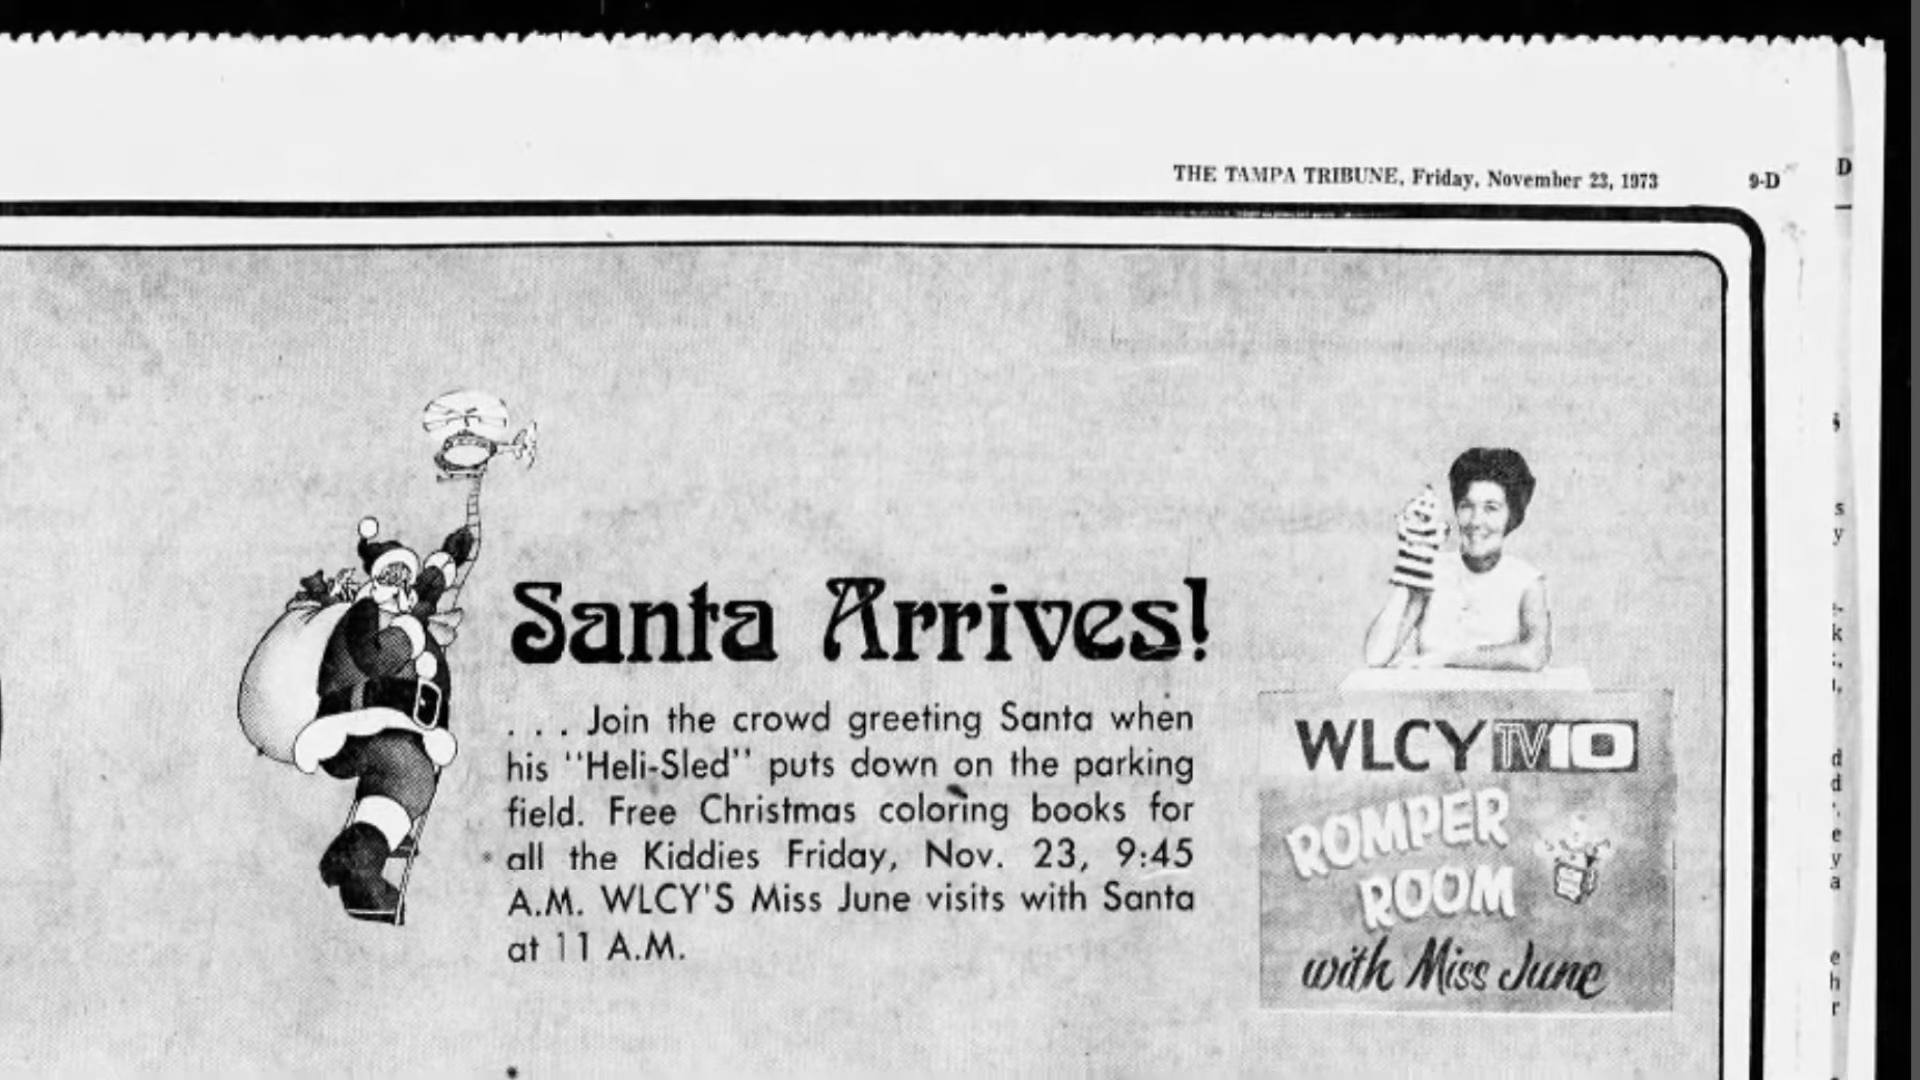 THE TAMPA TRIBUNE, Friday, November 23, 1973 9-D
Santa Arrives!
. . . Join the crowd greeting Santa when
his "Heli-Sled" puts down on the parking
field. Free Christmas coloring books for
all the Kiddies Friday, Nov. 23, 9:45
A.M. WLCY'S Miss June visits with Santa
at 11 A.M.
WLCY TV 10
ROMPER
ROOM
with Miss June
D
s
y
k
d
d
e
y
a
e
h
r